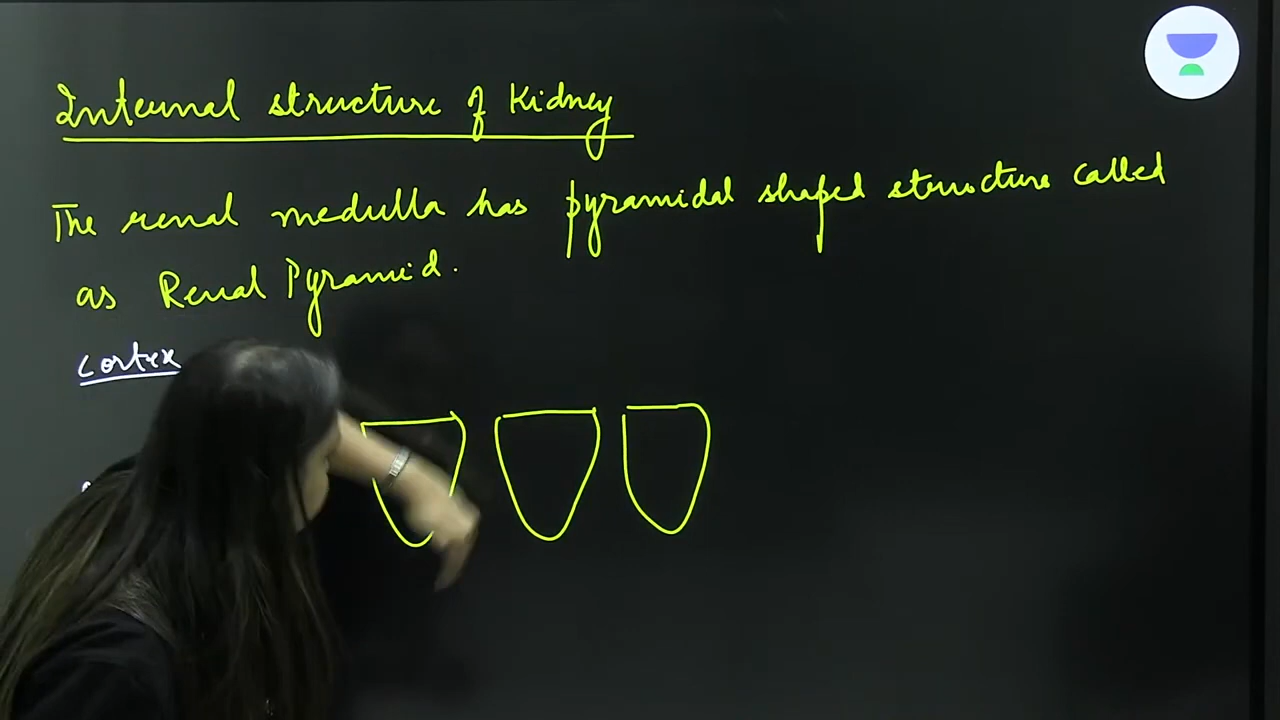 Internal structure of Kidney
The renal medulla has pyramidal shaped structure called
as Renal Pyramid.
Cortex